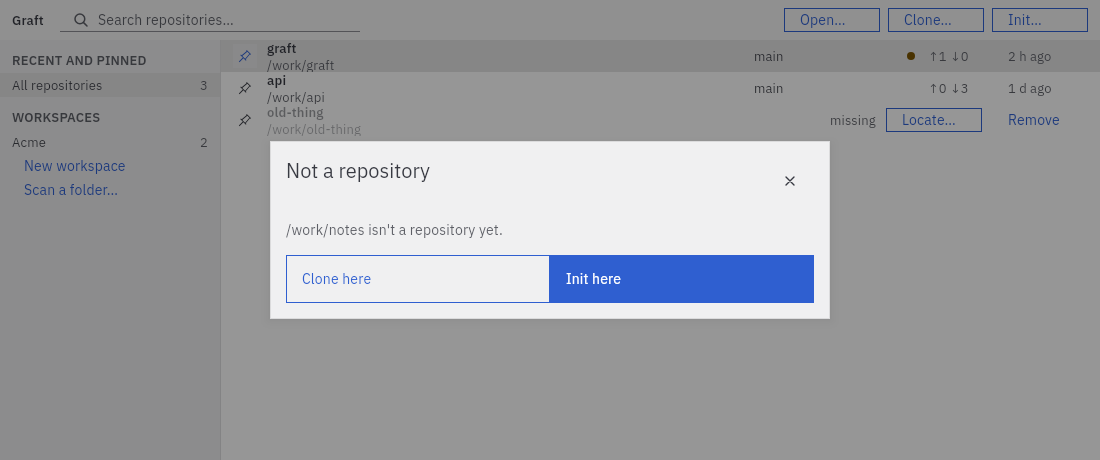 Graft
Search repositories...
Open...
Clone...
Init...
RECENT AND PINNED
All repositories 3
WORKSPACES
Acme 2
New workspace
Scan a folder...
graft
/work/graft
main
↑1 ↓0
2 h ago
api
/work/api
main
↑0 ↓3
1 d ago
old-thing
/work/old-thing
missing
Locate...
Remove
Not a repository
/work/notes isn't a repository yet.
Clone here
Init here